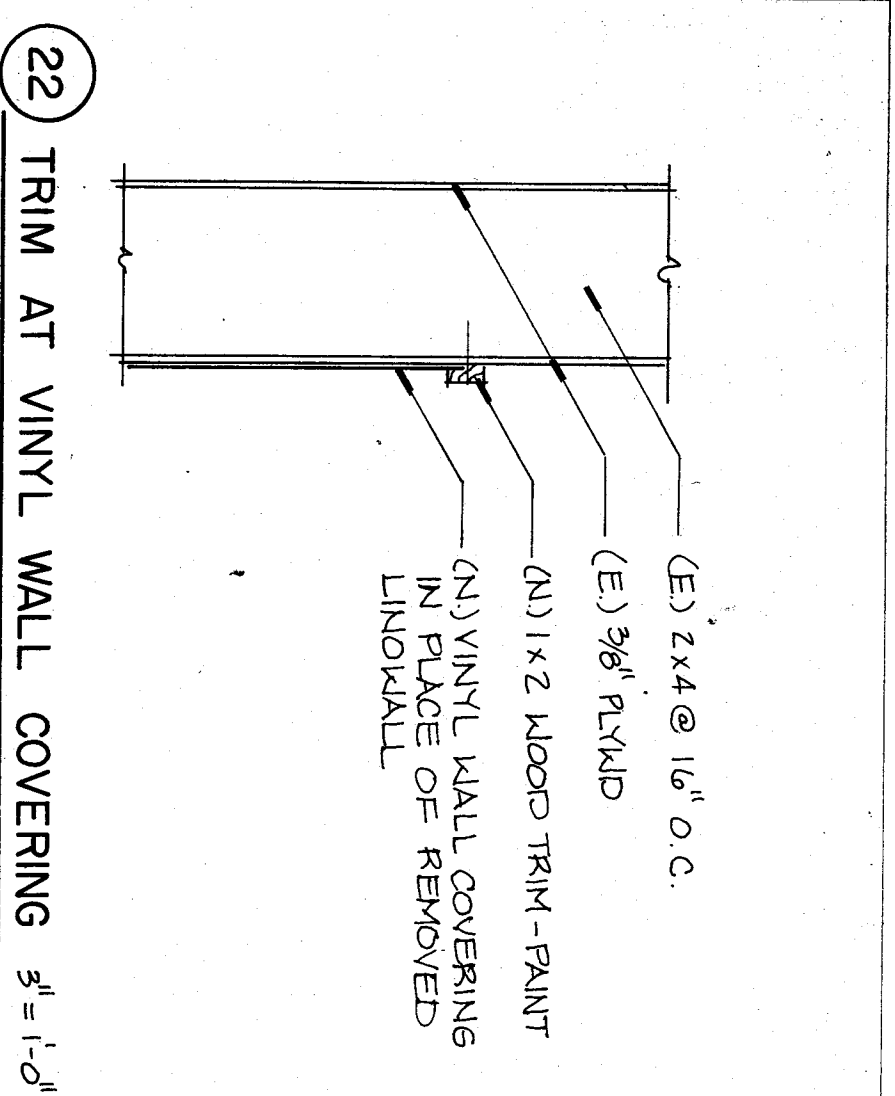 (E.) 2x4 @ 16" O.C.
(E.) 3/8" PLYWD
(N.) 1x2 WOOD TRIM-PAINT
(N.) VINYL WALL COVERING
IN PLACE OF REMOVED
LINOWALL
22 TRIM AT VINYL WALL COVERING 3"=1'-0"